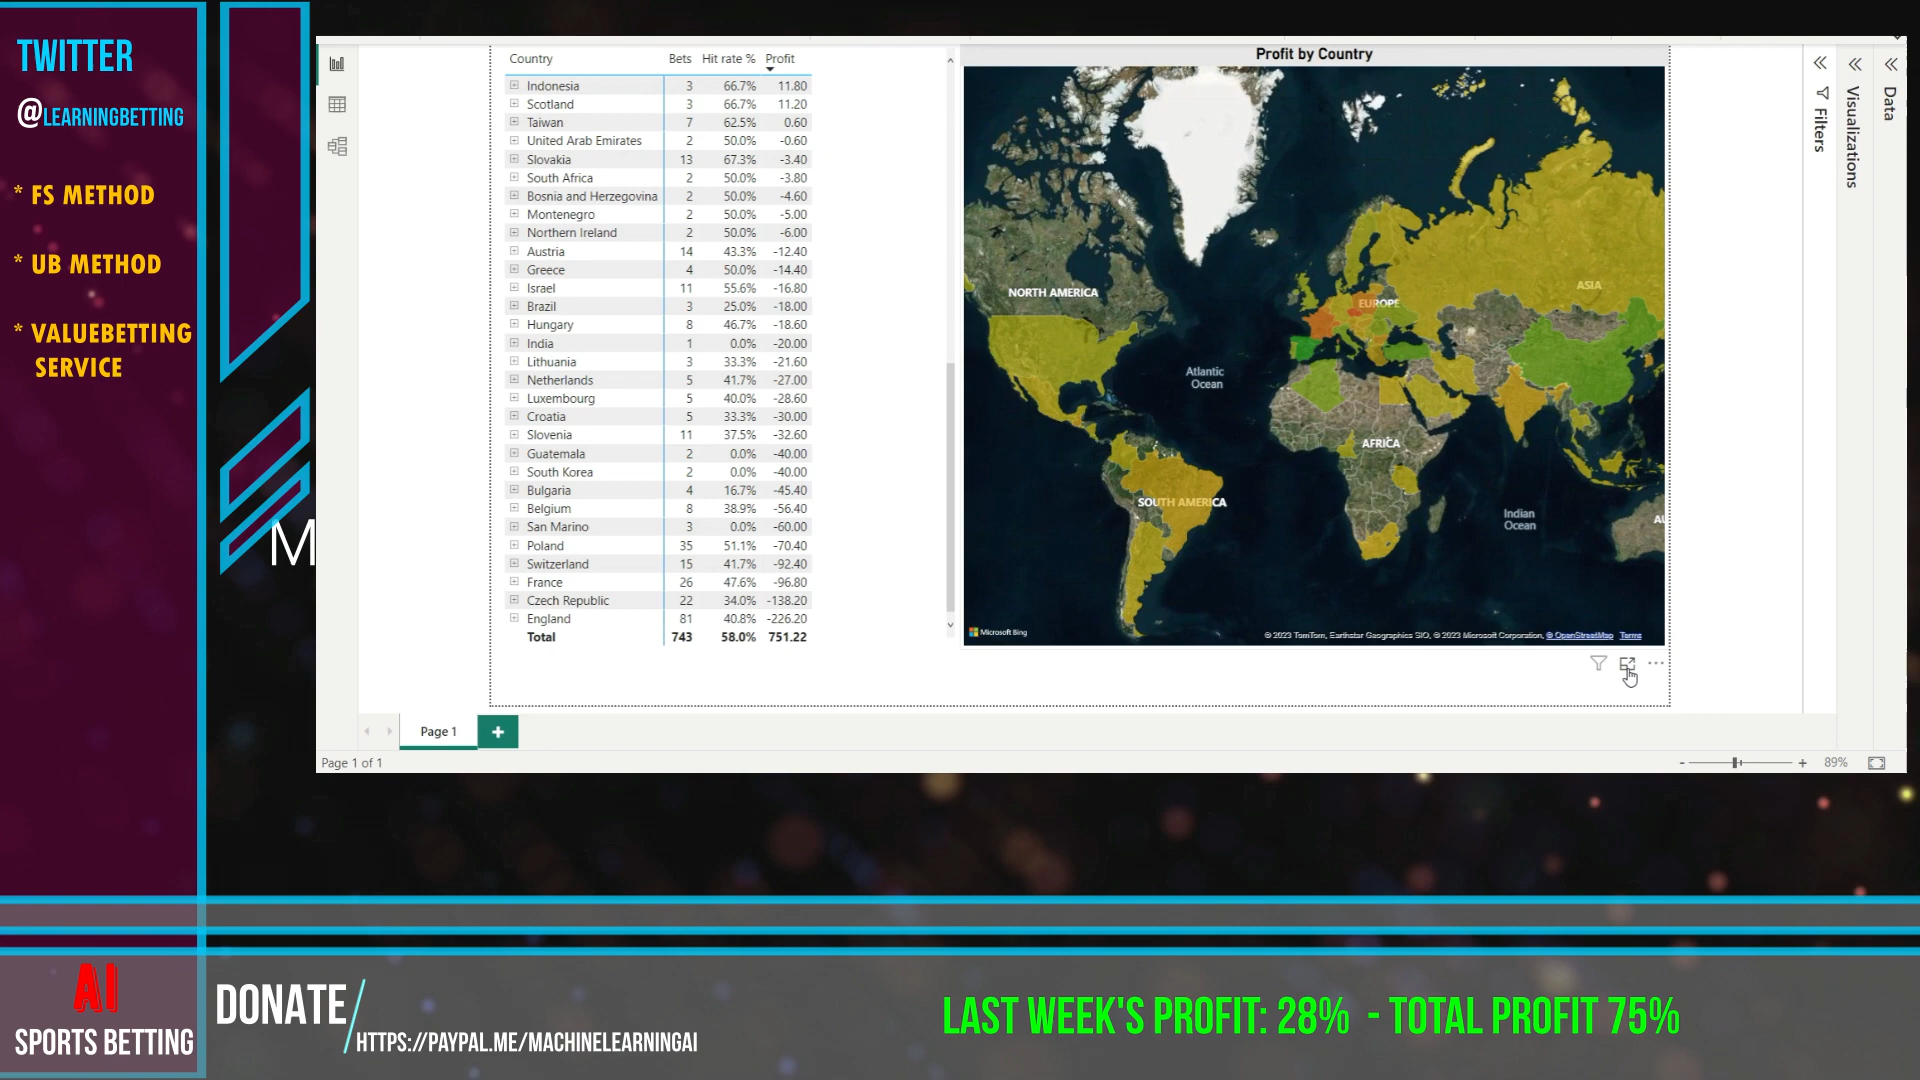 TWITTER
@LEARNINGBETTING
* FS METHOD
* UB METHOD
* VALUEBETTING
SERVICE
M
Country Bets Hit rate % Profit
Indonesia 3 66.7% 11.80
Scotland 3 66.7% 11.20
Taiwan 7 62.5% 0.60
United Arab Emirates 2 50.0% -0.60
Slovakia 13 67.3% -3.40
South Africa 2 50.0% -3.80
Bosnia and Herzegovina 2 50.0% -4.60
Montenegro 2 50.0% -5.00
Northern Ireland 2 50.0% -6.00
Austria 14 43.3% -12.40
Greece 4 50.0% -14.40
Israel 11 55.6% -16.80
Brazil 3 25.0% -18.00
Hungary 8 46.7% -18.60
India 1 0.0% -20.00
Lithuania 3 33.3% -21.60
Netherlands 5 41.7% -27.00
Luxembourg 5 40.0% -28.60
Croatia 5 33.3% -30.00
Slovenia 11 37.5% -32.60
Guatemala 2 0.0% -40.00
South Korea 2 0.0% -40.00
Bulgaria 4 16.7% -45.40
Belgium 8 38.9% -56.40
San Marino 3 0.0% -60.00
Poland 35 51.1% -70.40
Switzerland 15 41.7% -92.40
France 26 47.6% -96.80
Czech Republic 22 34.0% -138.20
England 81 40.8% -226.20
Total 743 58.0% 751.22
Profit by Country
NORTH AMERICA
EUROPE
ASIA
Atlantic
Ocean
AFRICA
SOUTH AMERICA
Indian
Ocean
AU
Microsoft Bing
© 2023 TomTom, Earthstar Geographics SIO, © 2023 Microsoft Corporation, © OpenStreetMap Terms
Filters
Visualizations
Data
Page 1
+
Page 1 of 1
- + 89%
AI
SPORTS BETTING
DONATE/
HTTPS://PAYPAL.ME/MACHINELEARNINGAI
LAST WEEK'S PROFIT: 28% - TOTAL PROFIT 75%